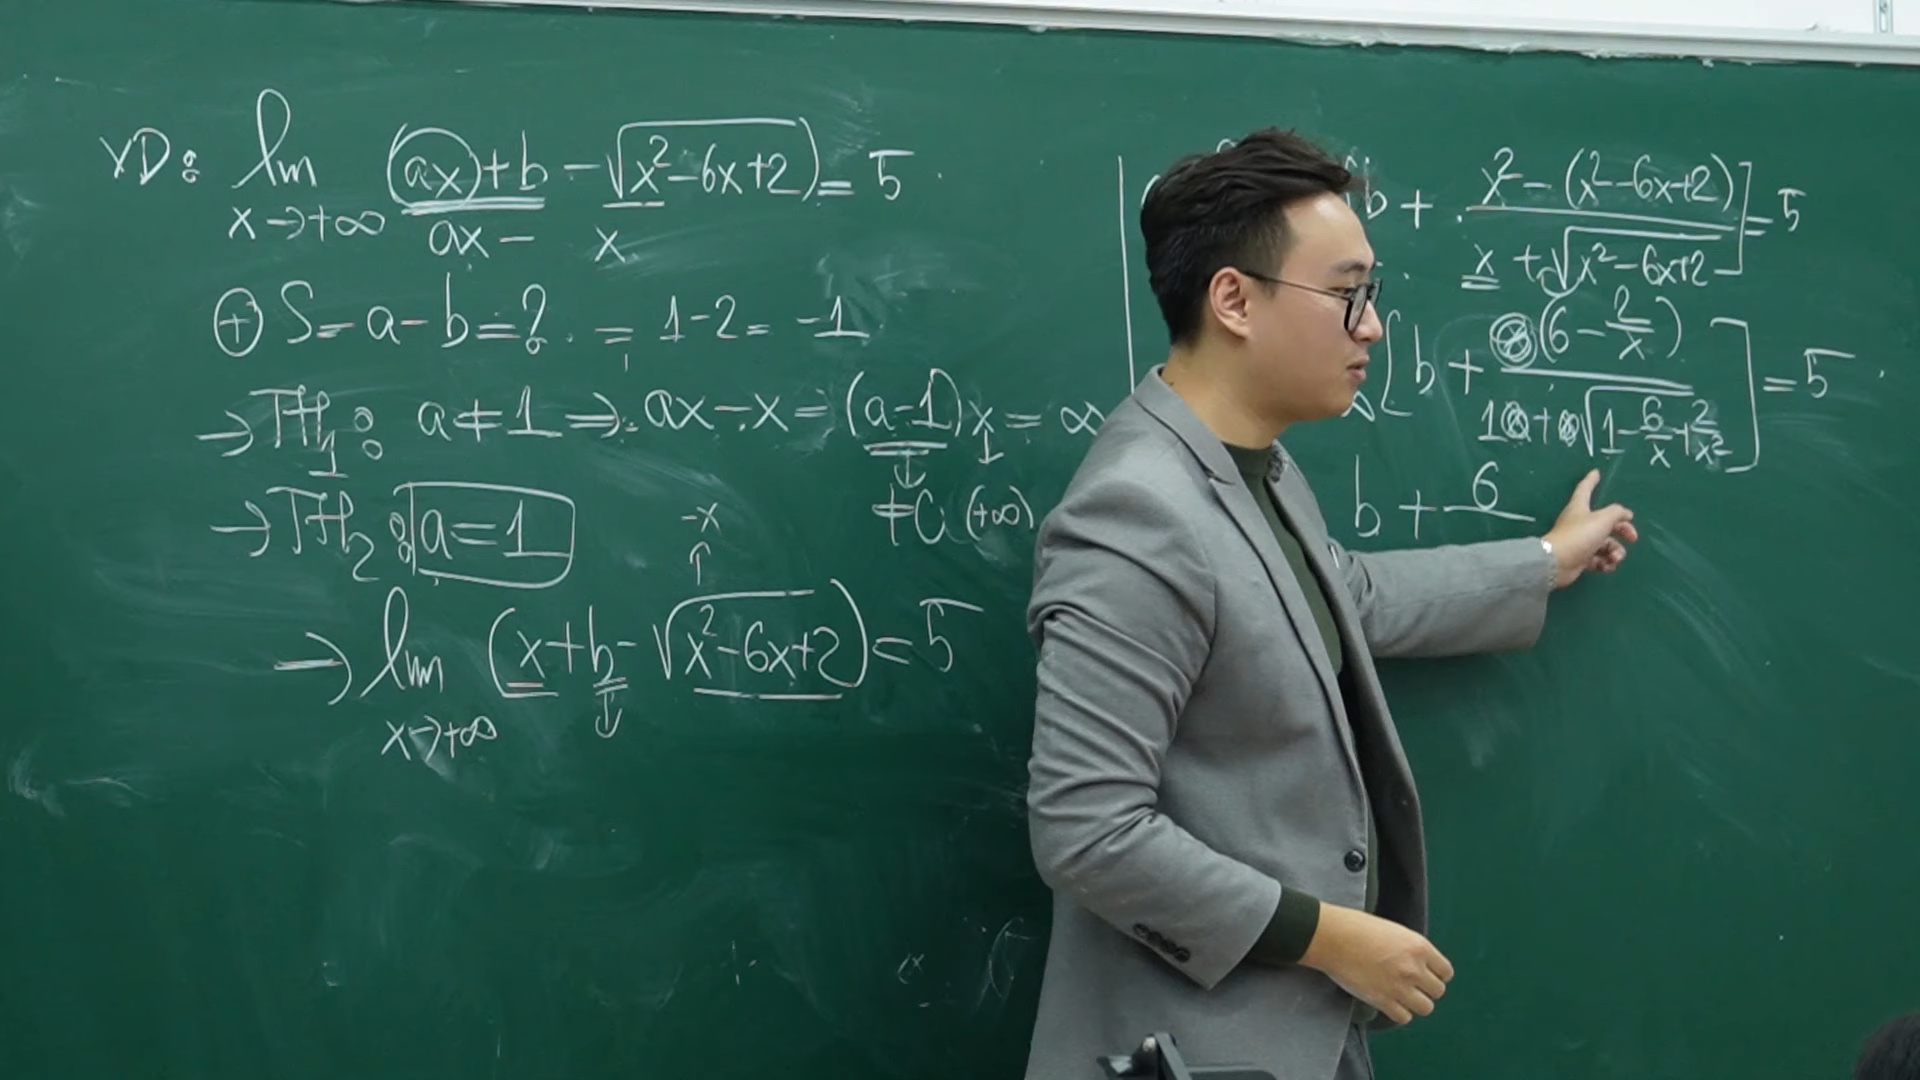 VD: lim (ax+b-√x²-6x+2)=5
x→+∞ ax- x
⊕ S=a-b=? = 1-2= -1
→TH1: a≠1 ⇒ ax-x=(a-1)x=∞
≠0 (+∞)
→TH2: a=1
-x
↑
→lim (x+b-√x²-6x+2)=5
x→+∞
b + x²-(x²-6x+2)]=5
x+√x²-6x+2
[b+ (6-2/x) ]=5
1+√1-6/x+2/x²
b+6